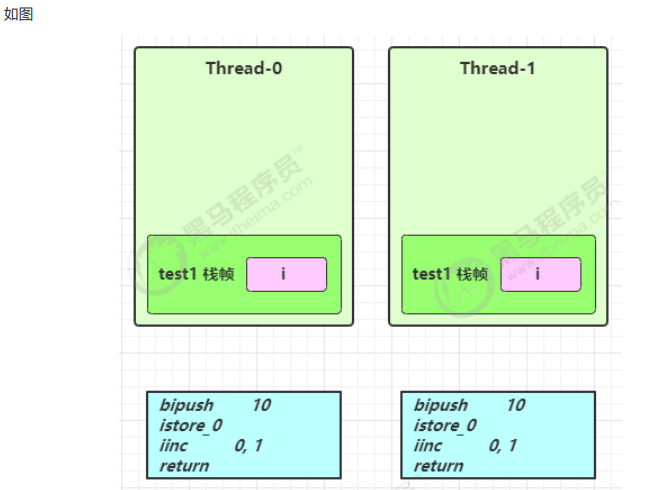 如图
Thread-0
Thread-1
test1 栈帧
i
test1 栈帧
i
黑马程序员™
www.itheima.com
黑马程序员
www.itheima.com
bipush 10
istore_0
iinc 0, 1
return
bipush 10
istore_0
iinc 0, 1
return